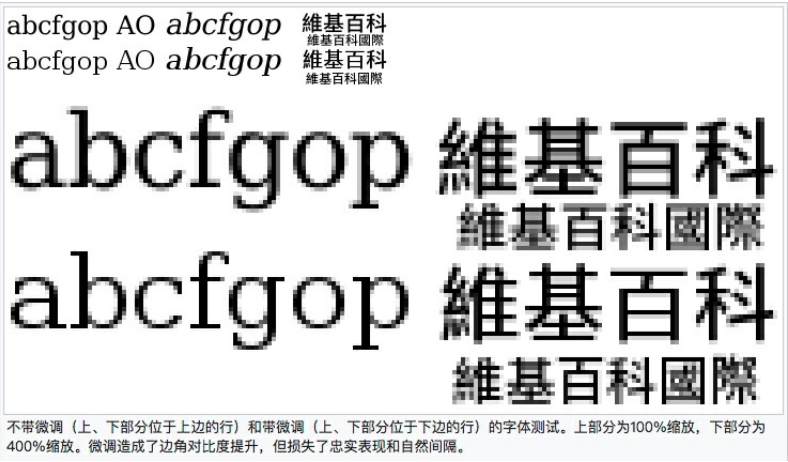 abcfgop AO abcfgop 維基百科
維基百科國際
abcfgop AO abcfgop 維基百科
維基百科國際
abcfgop 維基百科
維基百科國際
abcfgop 維基百科
維基百科國際
不带微调（上、下部分位于上边的行）和带微调（上、下部分位于下边的行）的字体测试。上部分为100%缩放，下部分为
400%缩放。微调造成了边角对比度提升，但损失了忠实表现和自然间隔。